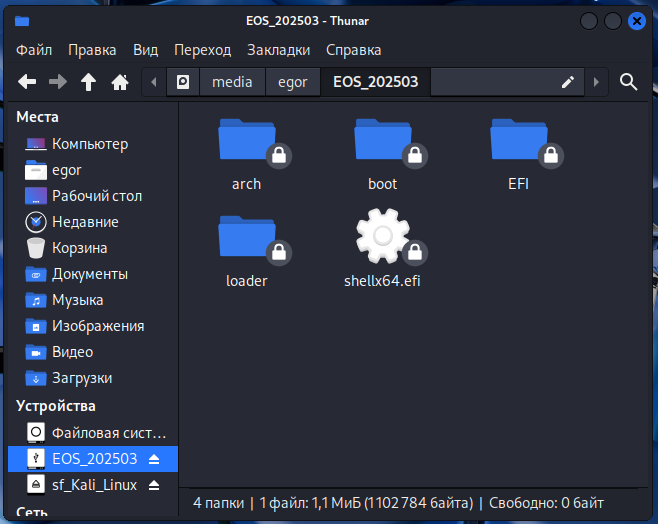 EOS_202503 - Thunar
Файл Правка Вид Переход Закладки Справка
media egor EOS_202503
Места
Компьютер
egor
Рабочий стол
Недавние
Корзина
Документы
Музыка
Изображения
Видео
Загрузки
Устройства
Файловая сист...
EOS_202503
sf_Kali_Linux
Сеть
arch boot EFI
loader shellx64.efi
4 папки | 1 файл: 1,1 МиБ (1 102 784 байта) | Свободно: 0 байт